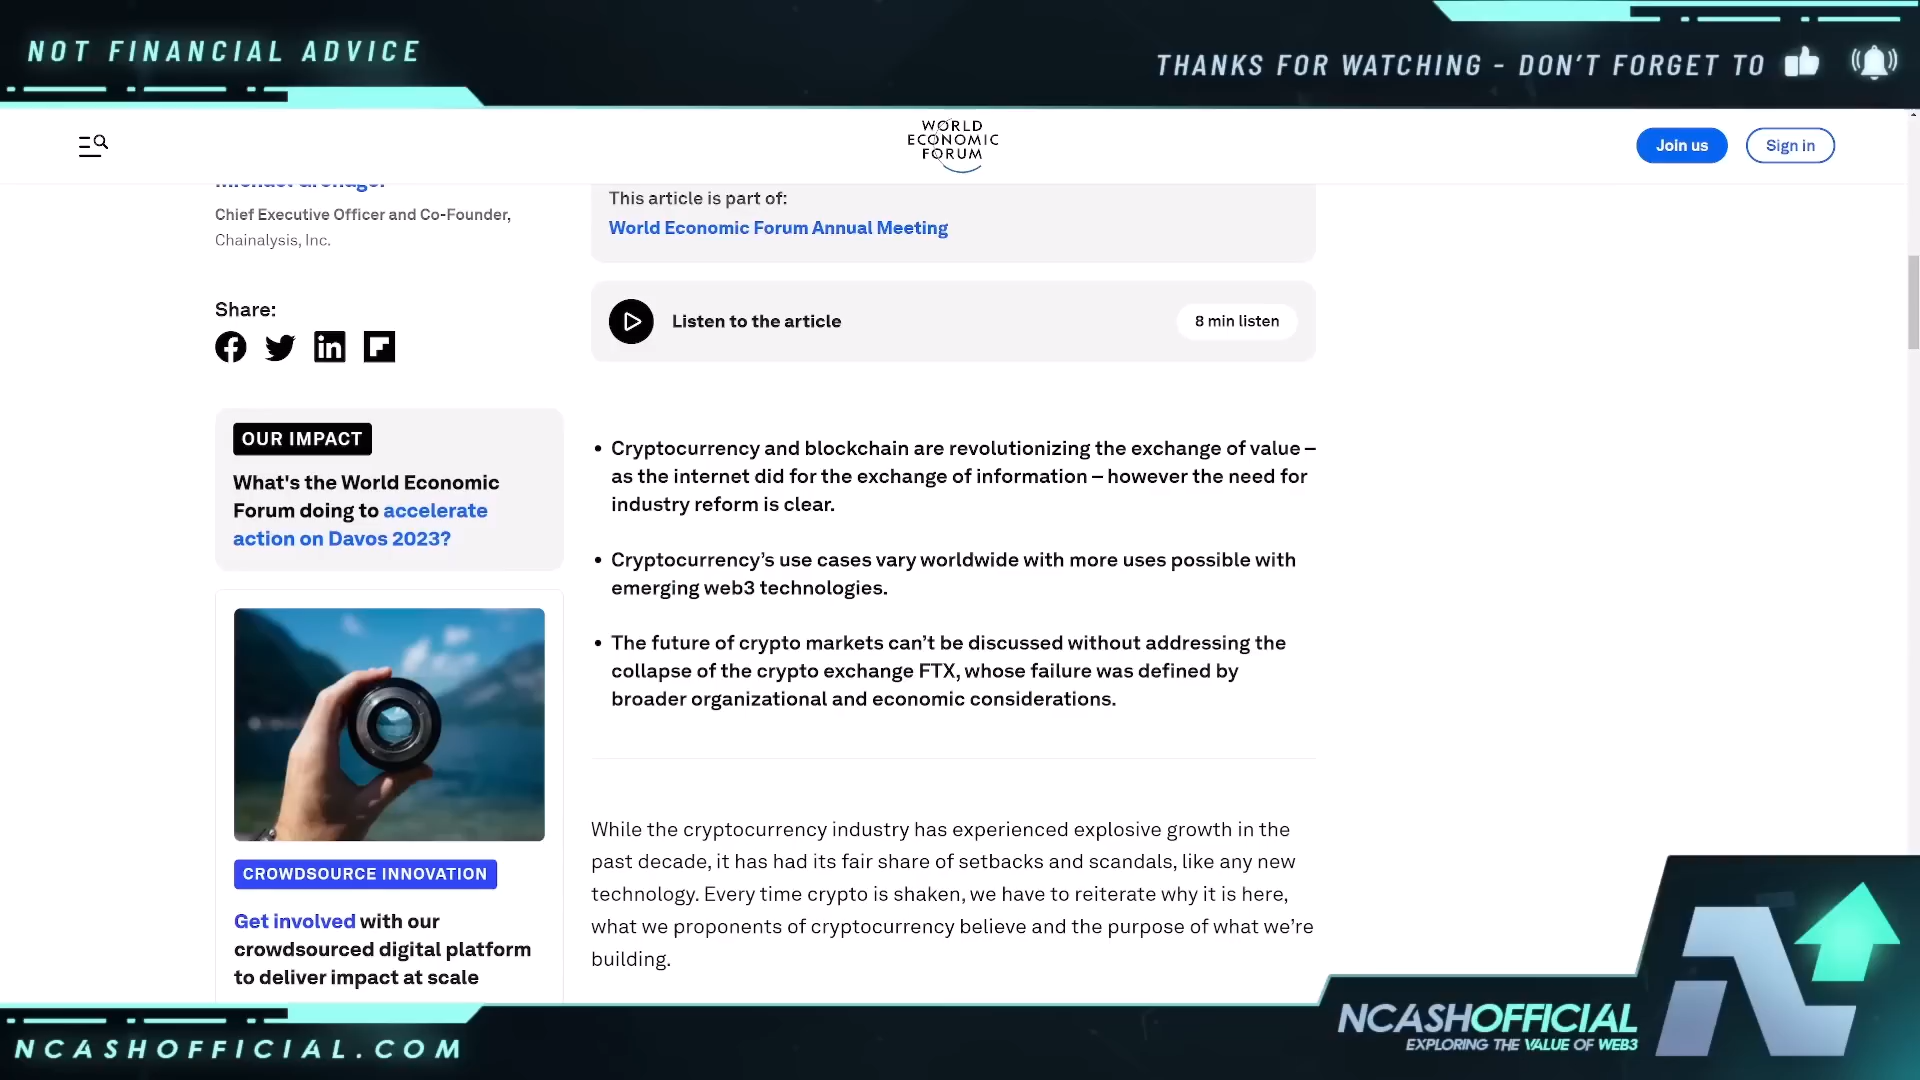 NOT FINANCIAL ADVICE
THANKS FOR WATCHING - DON'T FORGET TO
WORLD
ECONOMIC
FORUM
Join us
Sign in
Chief Executive Officer and Co-Founder,
Chainalysis, Inc.
Share:
OUR IMPACT
What's the World Economic
Forum doing to accelerate
action on Davos 2023?
CROWDSOURCE INNOVATION
Get involved with our
crowdsourced digital platform
to deliver impact at scale
This article is part of:
World Economic Forum Annual Meeting
Listen to the article
8 min listen
• Cryptocurrency and blockchain are revolutionizing the exchange of value –
as the internet did for the exchange of information – however the need for
industry reform is clear.
• Cryptocurrency’s use cases vary worldwide with more uses possible with
emerging web3 technologies.
• The future of crypto markets can’t be discussed without addressing the
collapse of the crypto exchange FTX, whose failure was defined by
broader organizational and economic considerations.
While the cryptocurrency industry has experienced explosive growth in the
past decade, it has had its fair share of setbacks and scandals, like any new
technology. Every time crypto is shaken, we have to reiterate why it is here,
what we proponents of cryptocurrency believe and the purpose of what we’re
building.
NCASHOFFICIAL.COM
NCASHOFFICIAL
EXPLORING THE VALUE OF WEB3